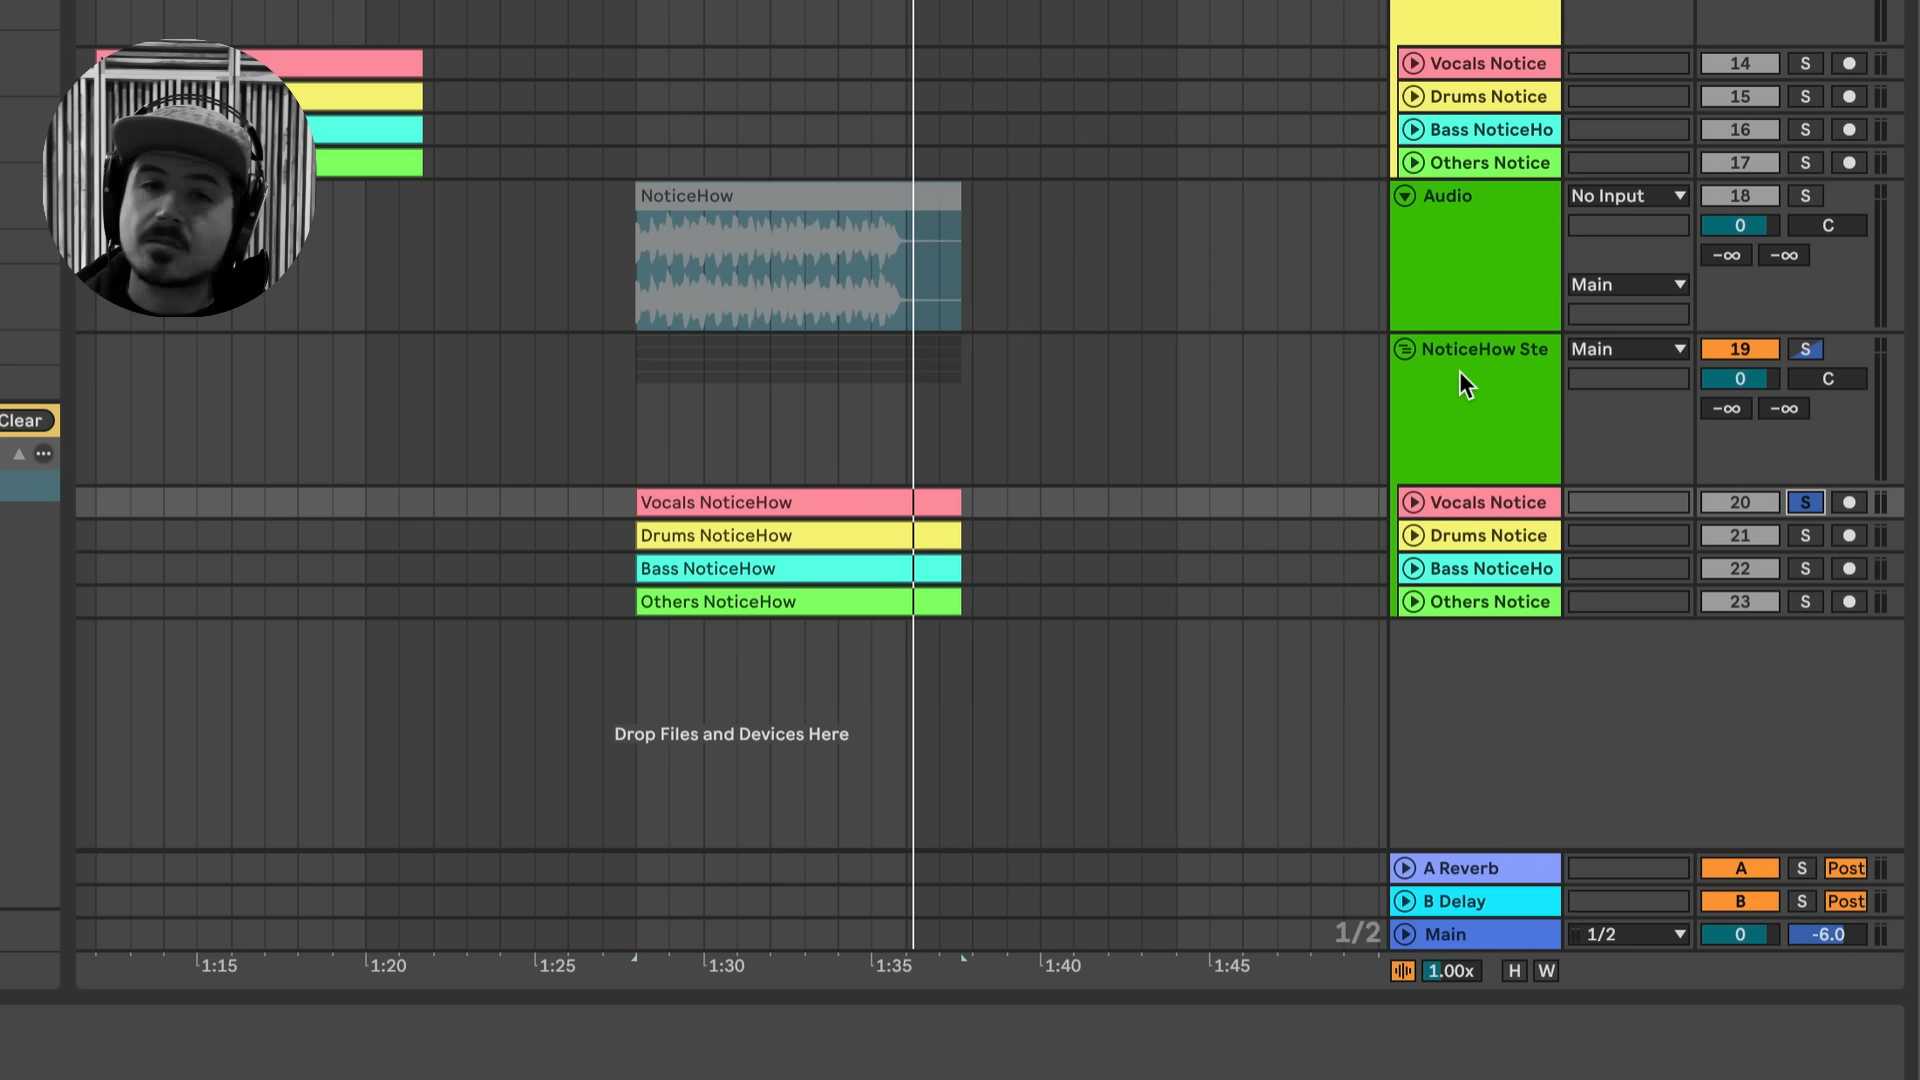 Vocals Notice 14 S
Drums Notice 15 S
Bass NoticeHo 16 S
Others Notice 17 S
NoticeHow Audio No Input 18 S
0 C
-∞ -∞
Main
NoticeHow Ste Main 19 S
0 C
-∞ -∞
Clear
Vocals NoticeHow Vocals Notice 20 S
Drums NoticeHow Drums Notice 21 S
Bass NoticeHow Bass NoticeHo 22 S
Others NoticeHow Others Notice 23 S
Drop Files and Devices Here
A Reverb A S Post
B Delay B S Post
1/2 Main 1/2 0 -6.0
1:15 1:20 1:25 1:30 1:35 1:40 1:45 1.00x H W